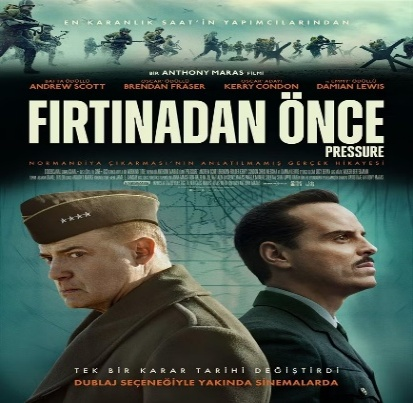 EN KARANLIK SAAT'İN YAPIMCILARINDAN
BİR ANTHONY MARAS FİLMİ
BAFTA ÖDÜLLÜ OSCAR ÖDÜLLÜ OSCAR ADAYI EMMY ÖDÜLLÜ
ANDREW SCOTT BRENDAN FRASER KERRY CONDON DAMIAN LEWIS
FIRTINADAN ÖNCE
PRESSURE
NORMANDİYA ÇIKARMASI'NIN ANLATILMAMIŞ GERÇEK HİKAYESİ
TEK BİR KARAR TARİHİ DEĞİŞTİRDİ
DUBLAJ SEÇENEĞİYLE YAKINDA SİNEMALARDA